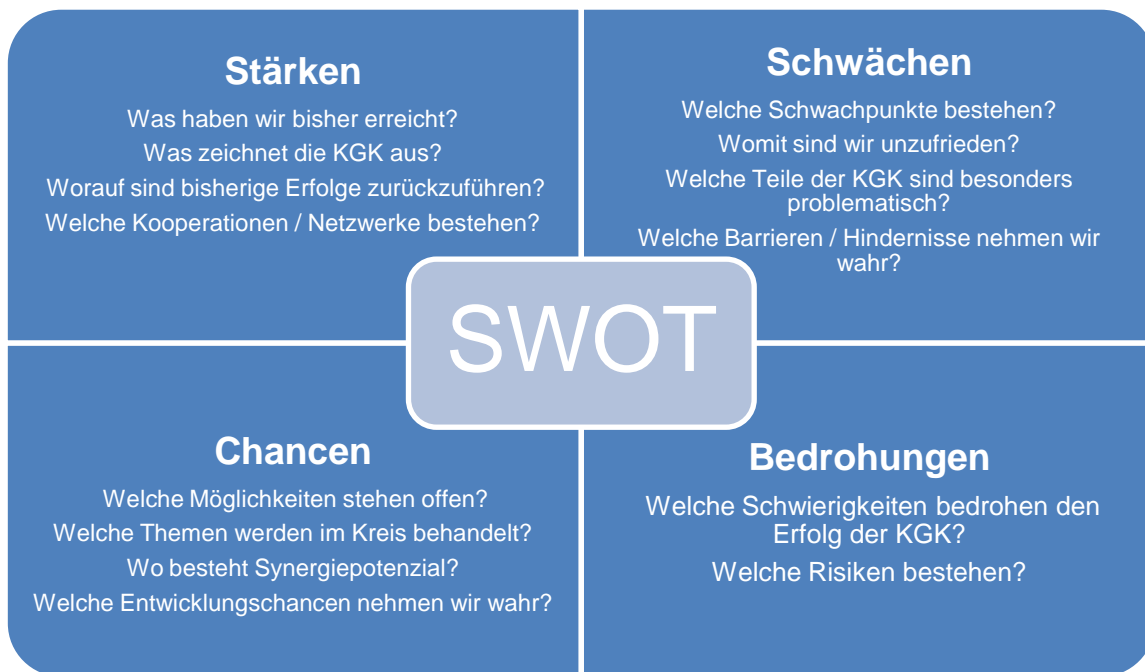 Stärken
Was haben wir bisher erreicht?
Was zeichnet die KGK aus?
Worauf sind bisherige Erfolge zurückzuführen?
Welche Kooperationen / Netzwerke bestehen?
Schwächen
Welche Schwachpunkte bestehen?
Womit sind wir unzufrieden?
Welche Teile der KGK sind besonders
problematisch?
Welche Barrieren / Hindernisse nehmen wir
wahr?
SWOT
Chancen
Welche Möglichkeiten stehen offen?
Welche Themen werden im Kreis behandelt?
Wo besteht Synergiepotenzial?
Welche Entwicklungschancen nehmen wir wahr?
Bedrohungen
Welche Schwierigkeiten bedrohen den
Erfolg der KGK?
Welche Risiken bestehen?